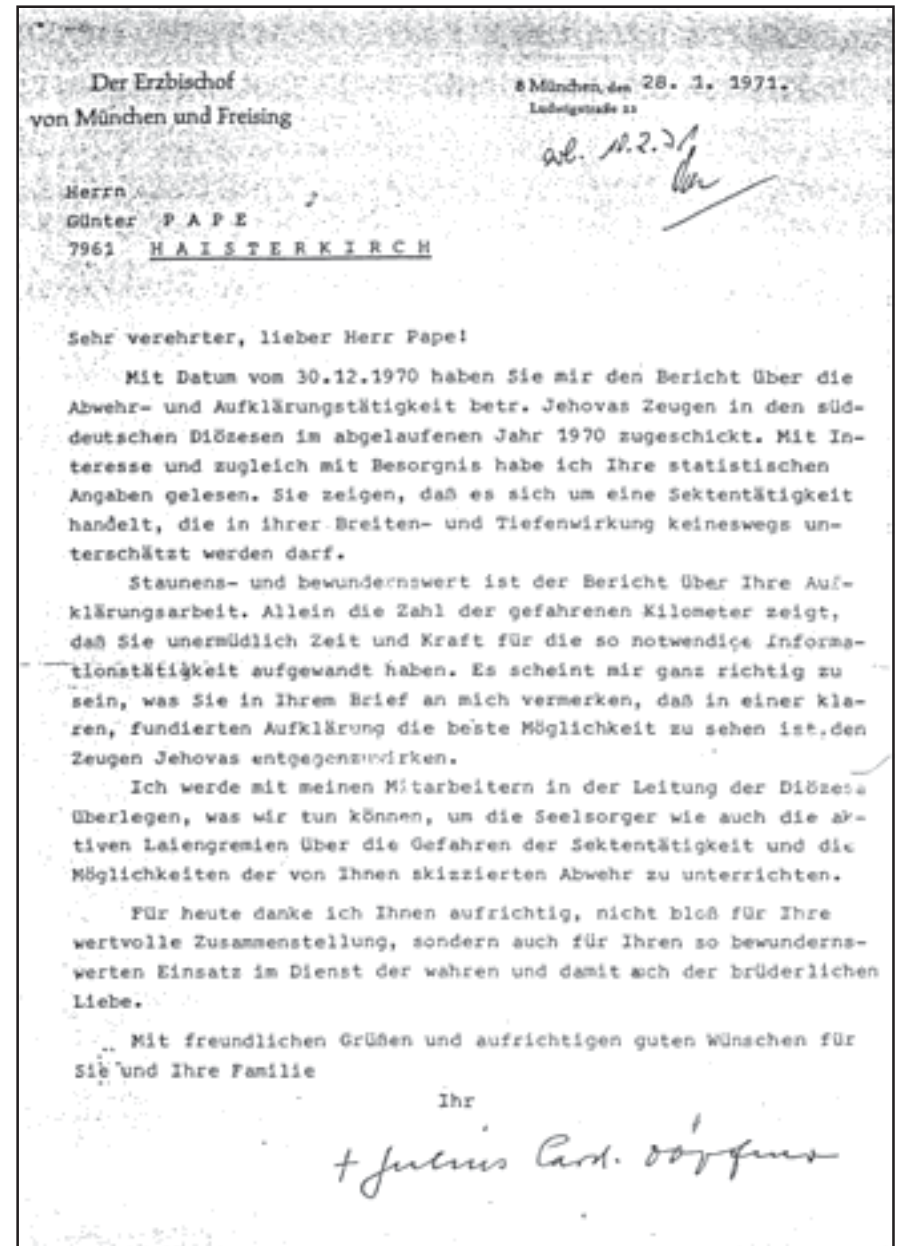 Der Erzbischof
von München und Freising
8 München, den 28. 1. 1971.
Ludwigstraße
10.2.71
Herrn
Günter P A P E
7961 H A I S T E R K I R C H
Sehr verehrter, lieber Herr Pape!
Mit Datum vom 30.12.1970 haben Sie mir den Bericht über die
Abwehr- und Aufklärungstätigkeit betr. Jehovas Zeugen in den süd-
deutschen Diözesen im abgelaufenen Jahr 1970 zugeschickt. Mit In-
teresse und zugleich mit Besorgnis habe ich Ihre statistischen
Angaben gelesen. Sie zeigen, daß es sich um eine Sektentätigkeit
handelt, die in ihrer Breiten- und Tiefenwirkung keineswegs un-
terschätzt werden darf.
Staunens- und bewundernswert ist der Bericht über Ihre Auf-
klärungsarbeit. Allein die Zahl der gefahrenen Kilometer zeigt,
daß Sie unermüdlich Zeit und Kraft für die so notwendige Informa-
tionstätigkeit aufgewandt haben. Es scheint mir ganz richtig zu
sein, was Sie in Ihrem Brief an mich vermerken, daß in einer kla-
ren, fundierten Aufklärung die beste Möglichkeit zu sehen ist,den
Zeugen Jehovas entgegenzuwirken.
Ich werde mit meinen Mitarbeitern in der Leitung der Diözese
überlegen, was wir tun können, um die Seelsorger wie auch die ak-
tiven Laiengremien über die Gefahren der Sektentätigkeit und die
Möglichkeiten der von Ihnen skizzierten Abwehr zu unterrichten.
Für heute danke ich Ihnen aufrichtig, nicht bloß für Ihre
wertvolle Zusammenstellung, sondern auch für Ihren so bewunderns-
werten Einsatz im Dienst der wahren und damit auch der brüderlichen
Liebe.
Mit freundlichen Grüßen und aufrichtigen guten Wünschen für
Sie und Ihre Familie
Ihr
+ Julius Card. Döpfner